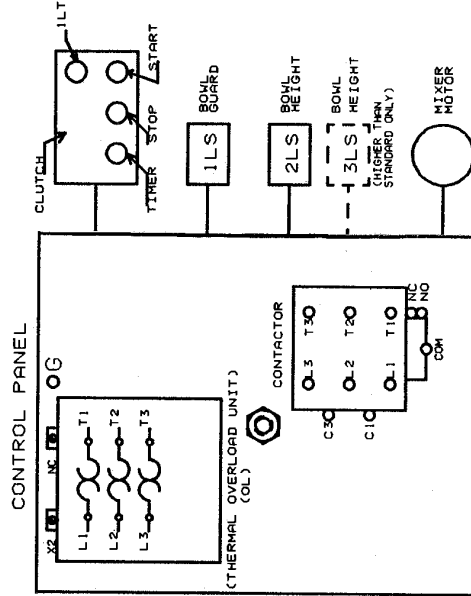 CONTROL PANEL
X2
NC
G
L1
T1
L2
T2
L3
T3
(THERMAL OVERLOAD UNIT)
(OL)
CONTACTOR
L3
T3
L2
T2
L1
T1
C3
C1
NC
NO
COM
CLUTCH
1LT
TIMER
STOP
START
1LS
BOWL
GUARD
2LS
BOWL
HEIGHT
3LS
BOWL
HEIGHT
(HIGHER THAN
STANDARD ONLY)
MIXER
MOTOR